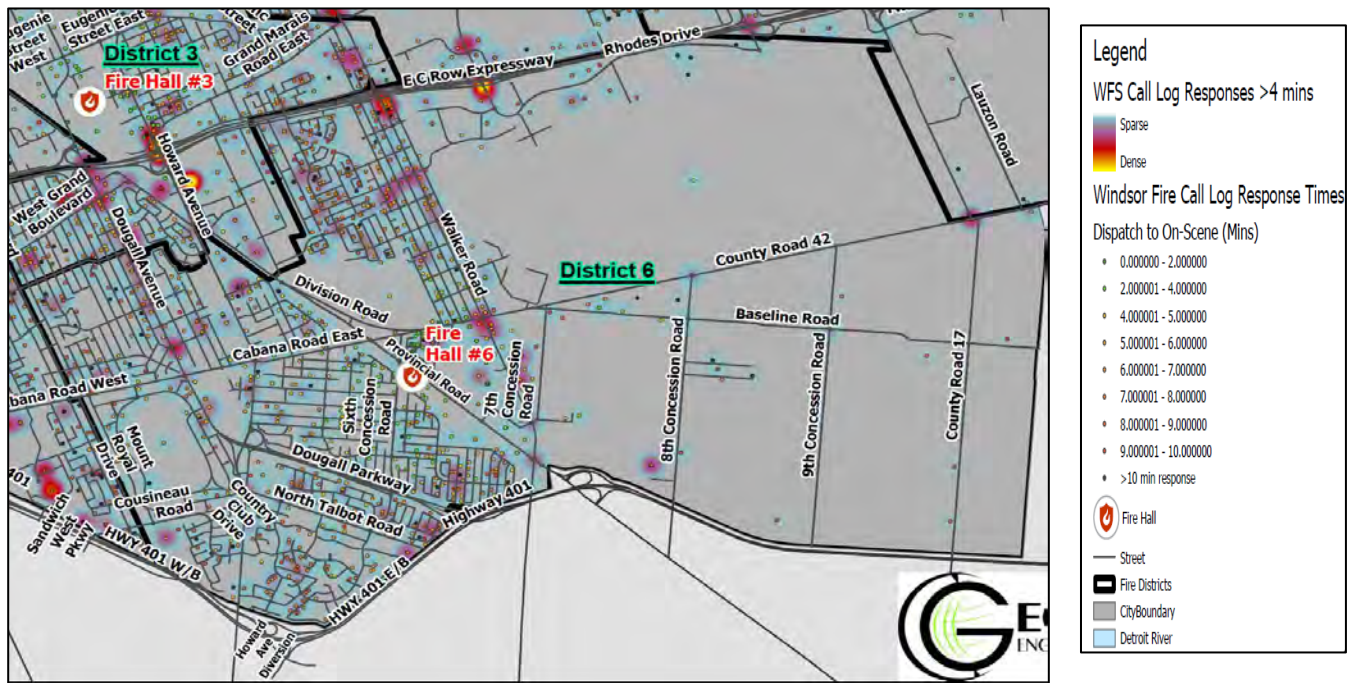 Eugenie
Street East
Eugenie
Street
West
Grand Marais
Road East
District 3
Fire Hall #3
E C Row Expressway
Rhodes Drive
Lauzon Road
Howard Avenue
West Grand
Boulevard
Dougall Avenue
Walker Road
County Road 42
District 6
Division Road
Baseline Road
Cabana Road East
Fire
Hall #6
Provincial Road
Cabana Road West
7th
Concession
Road
Sixth
Concession
Road
8th Concession Road
9th Concession Road
County Road 17
Mount
Royal
Drive
Dougall Parkway
401
Cousineau
Road
Country
Club
Drive
North Talbot Road
Highway 401
Sandwich
West
Pkwy
HWY 401 W/B
HWY 401 E/B
Howard
Ave
Diversion
ENG
Legend
WFS Call Log Responses >4 mins
Sparse
Dense
Windsor Fire Call Log Response Times
Dispatch to On-Scene (Mins)
0.000000 - 2.000000
2.000001 - 4.000000
4.000001 - 5.000000
5.000001 - 6.000000
6.000001 - 7.000000
7.000001 - 8.000000
8.000001 - 9.000000
9.000001 - 10.000000
>10 min response
Fire Hall
Street
Fire Districts
CityBoundary
Detroit River